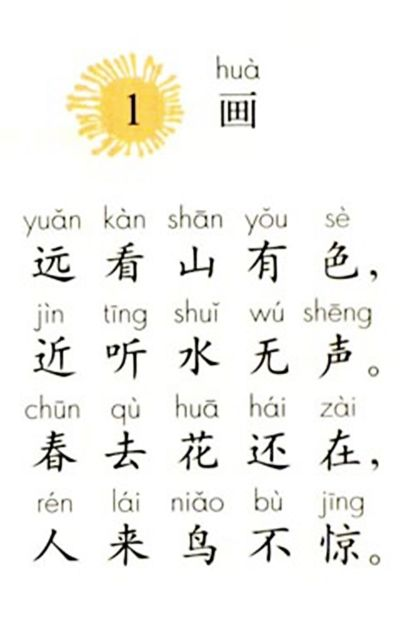 huà
1 画
yuǎn kàn shān yǒu sè
远看山有色，
jìn tīng shuǐ wú shēng
近听水无声。
chūn qù huā hái zài
春去花还在，
rén lái niǎo bù jīng
人来鸟不惊。